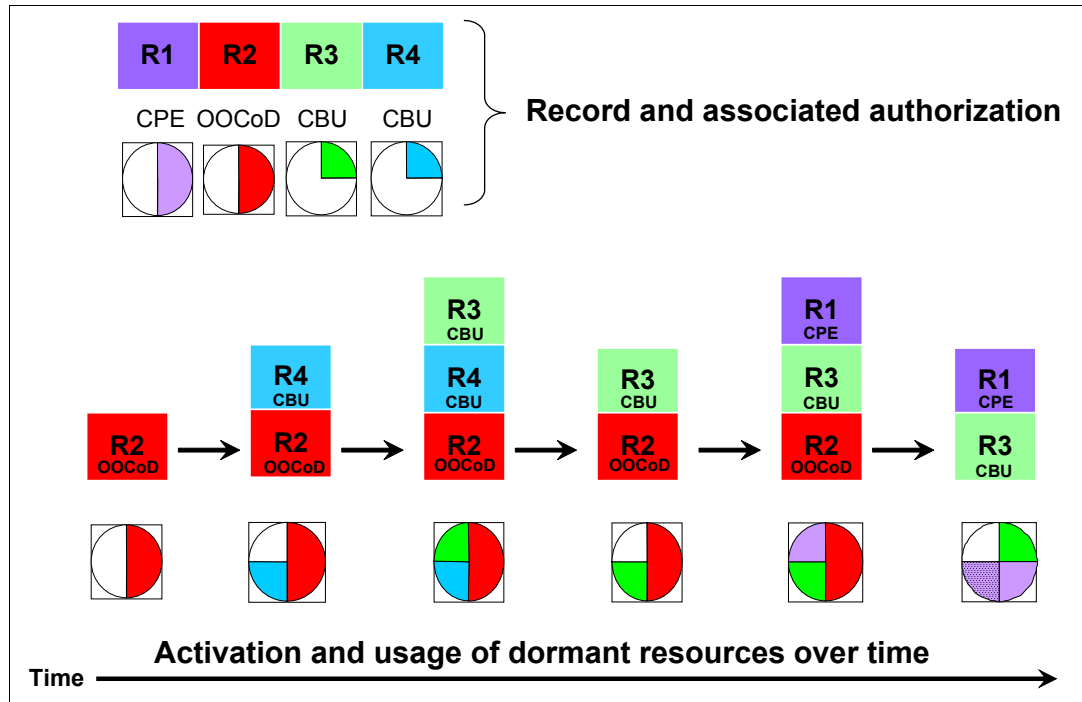 R1 R2 R3 R4
Record and associated authorization
CPE OOCoD CBU CBU
R3 R1
CBU CPE
R4 R3 R4 R3 R3 R1
CBU CBU CBU CPE
R2 R2 R2 R2 R2 R3
OOCoD OOCoD OOCoD OOCoD OOCoD CBU
Activation and usage of dormant resources over time
Time